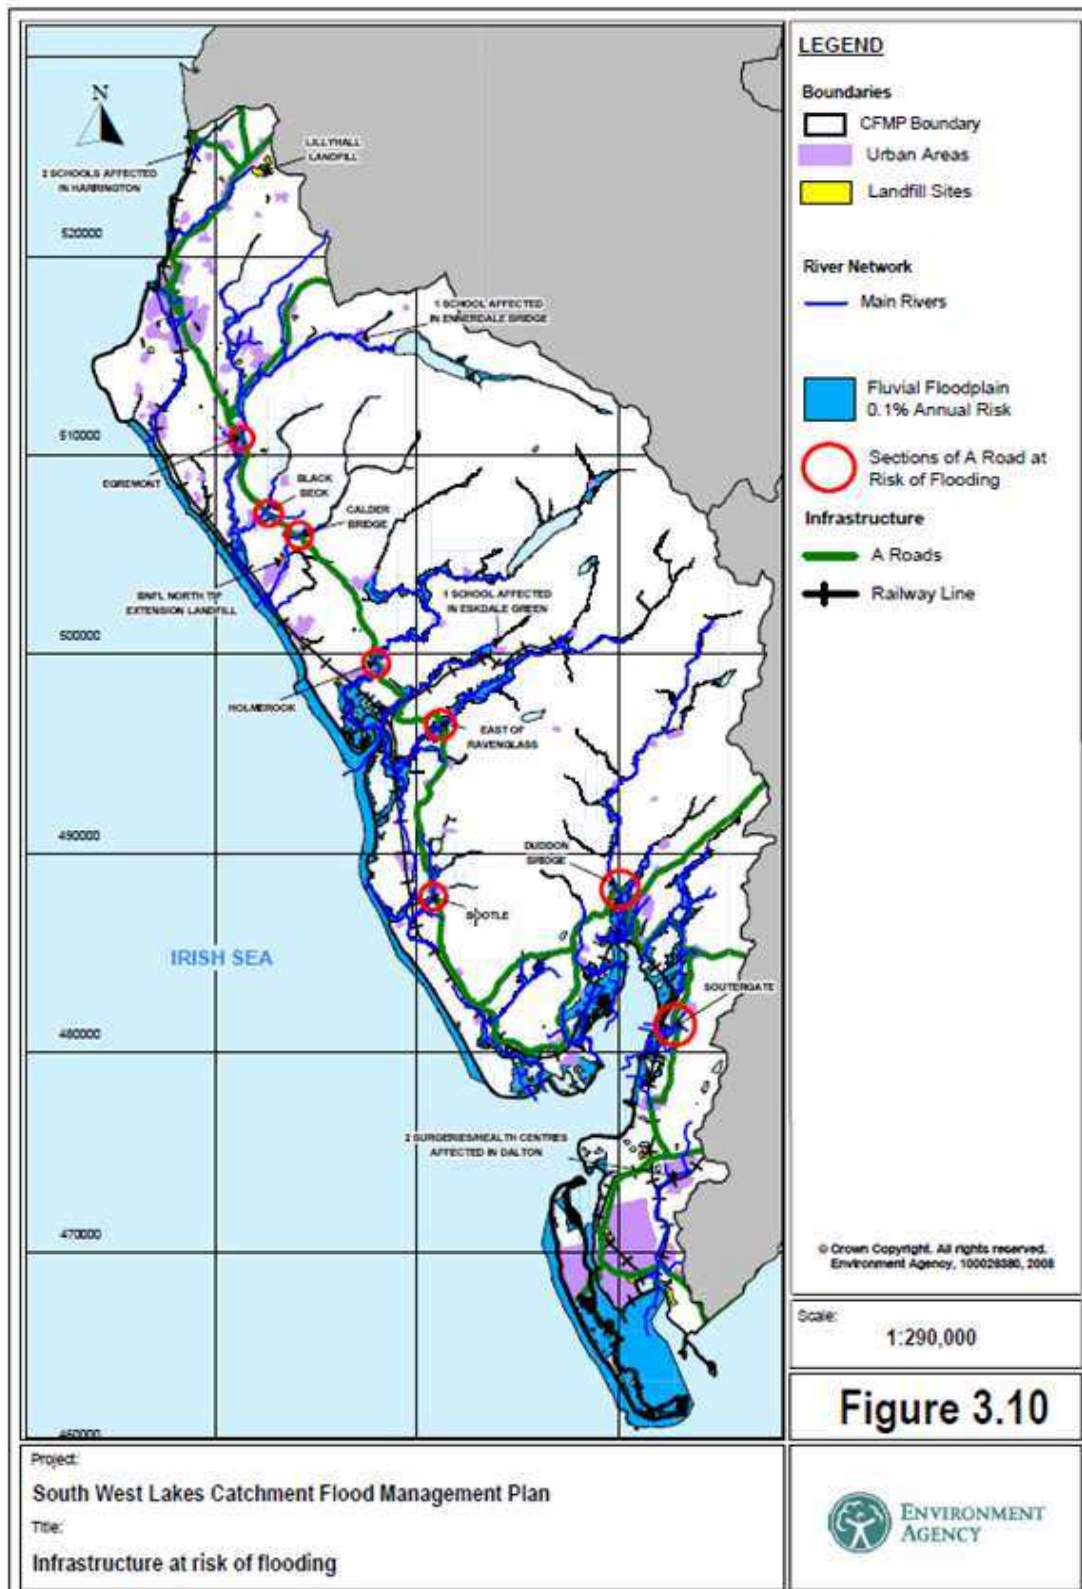 LEGEND
Boundaries
CFMP Boundary
Urban Areas
Landfill Sites
River Network
Main Rivers
Fluvial Floodplain
0.1% Annual Risk
Sections of A Road at
Risk of Flooding
Infrastructure
A Roads
Railway Line
N
LILLYHALL
LANDFILL
2 SCHOOLS AFFECTED
IN HARRINGTON
520000
1 SCHOOL AFFECTED
IN ENNERDALE BRIDGE
510000
EGREMONT
BLACK
BECK
CALDER
BRIDGE
BNFL NORTH TIP
EXTENSION LANDFILL
1 SCHOOL AFFECTED
IN ESKDALE GREEN
500000
HOLMROOK
EAST OF
RAVENGLASS
490000
DUDDON
BRIDGE
BOOTLE
IRISH SEA
SOUTERGATE
480000
2 SURGERIES/HEALTH CENTRES
AFFECTED IN DALTON
470000
460000
© Crown Copyright. All rights reserved.
Environment Agency, 100026380, 2008
Scale:
1:290,000
Figure 3.10
Project:
South West Lakes Catchment Flood Management Plan
Title:
Infrastructure at risk of flooding
ENVIRONMENT
AGENCY